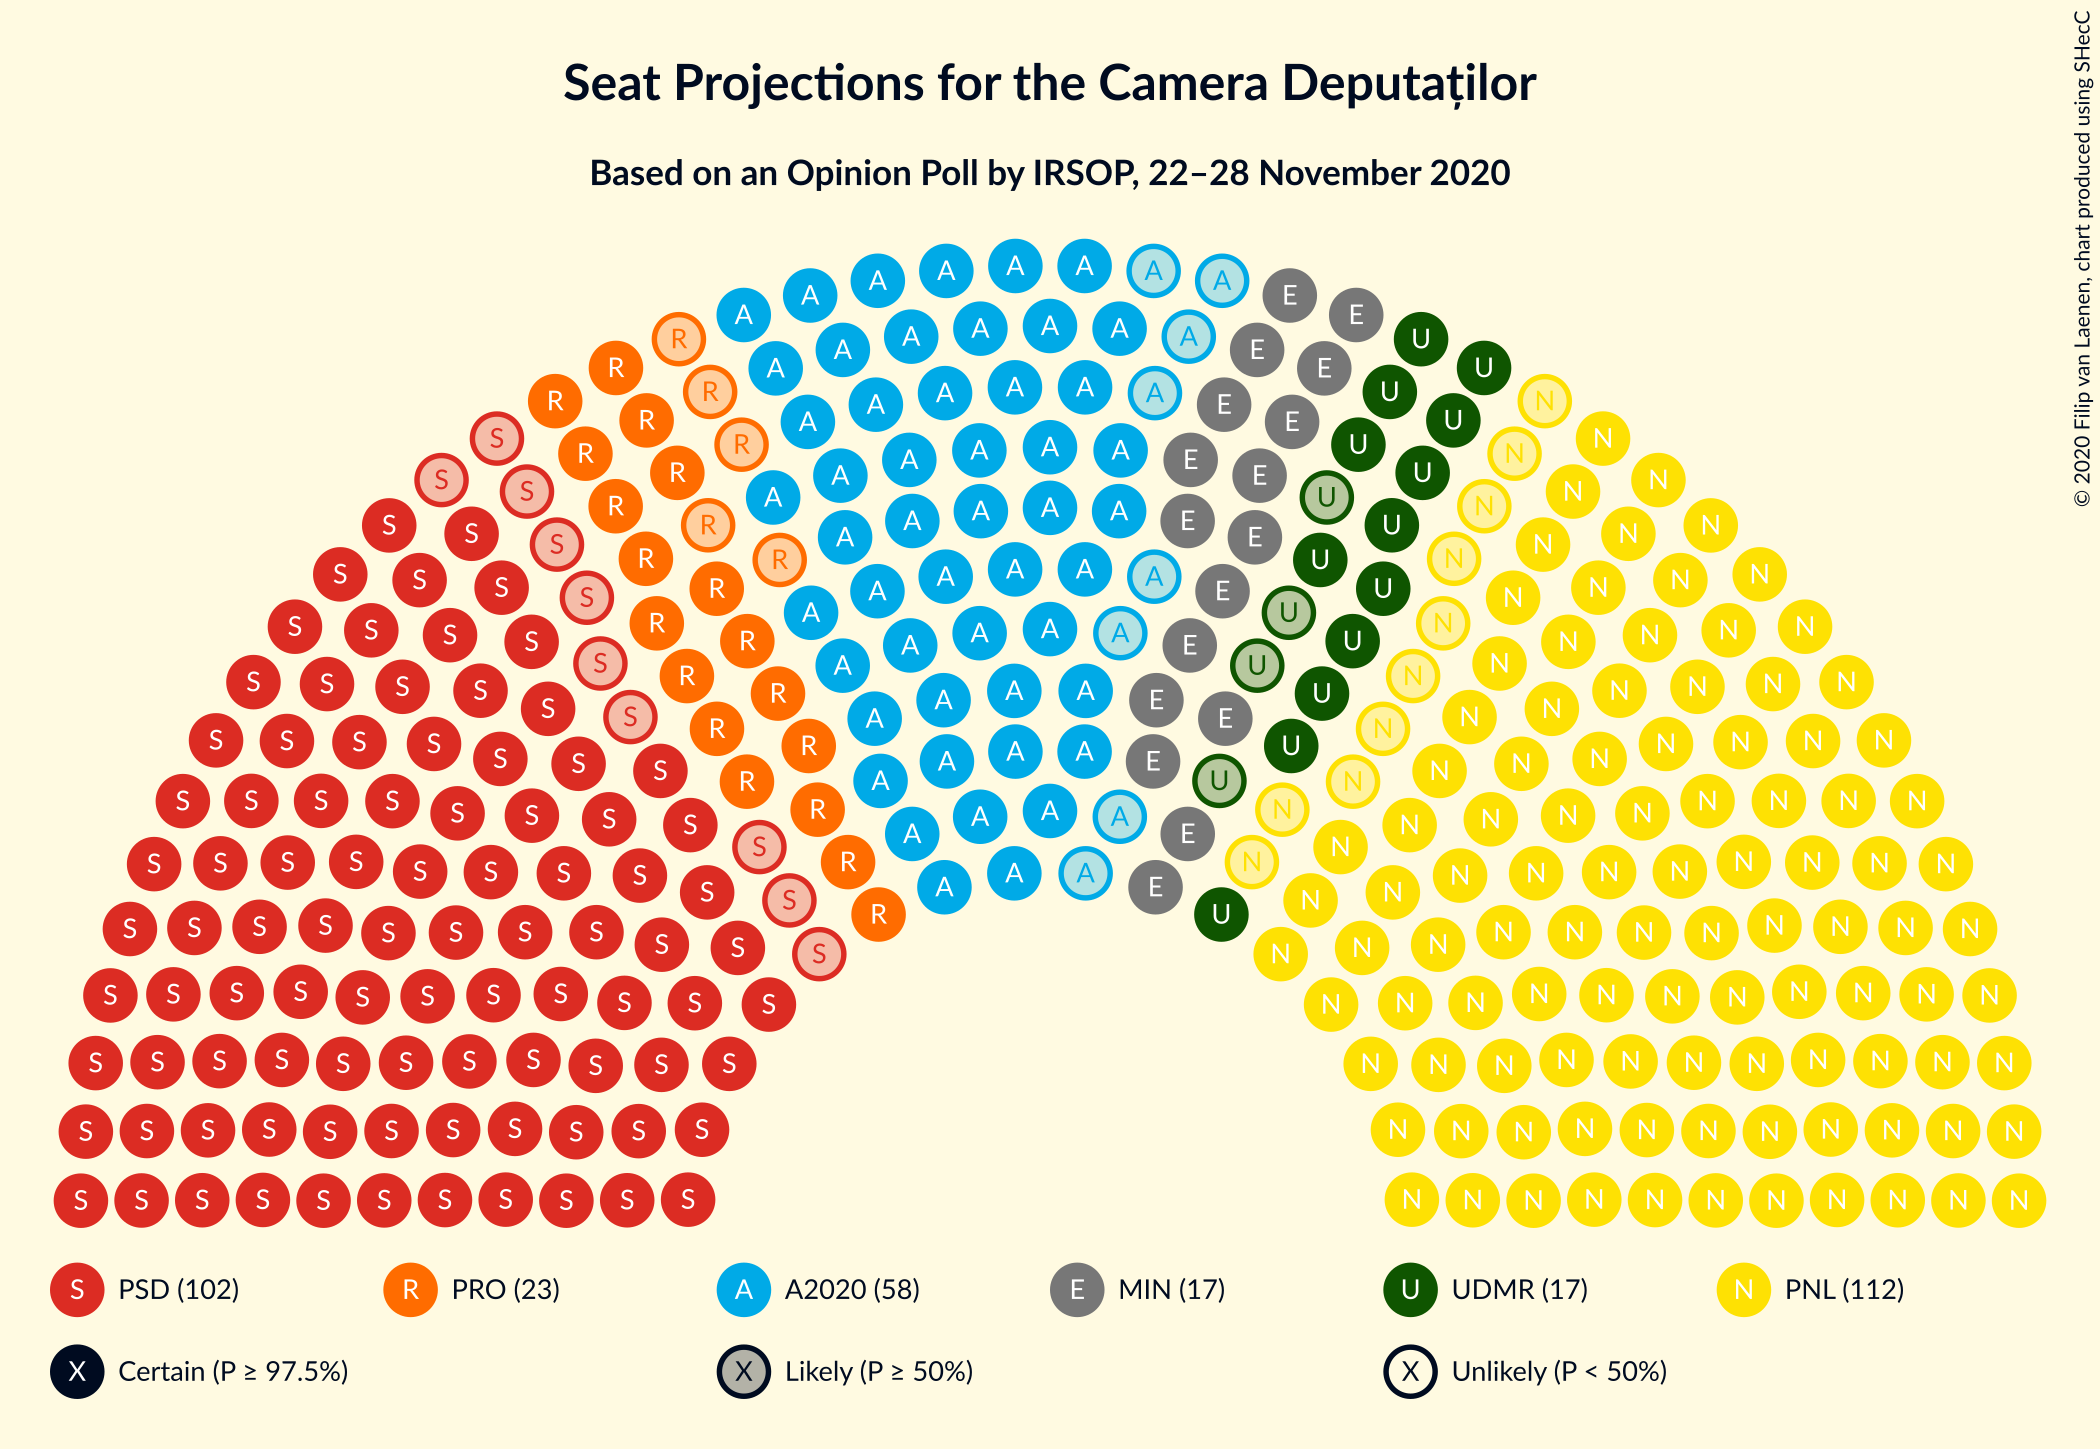 Seat Projections for the Camera Deputaților
Based on an Opinion Poll by IRSOP, 22–28 November 2020
© 2020 Filip van Laenen, chart produced using SHecC
S PSD (102) R PRO (23) A A2020 (58) E MIN (17) U UDMR (17) N PNL (112)
X Certain (P ≥ 97.5%) X Likely (P ≥ 50%) X Unlikely (P < 50%)